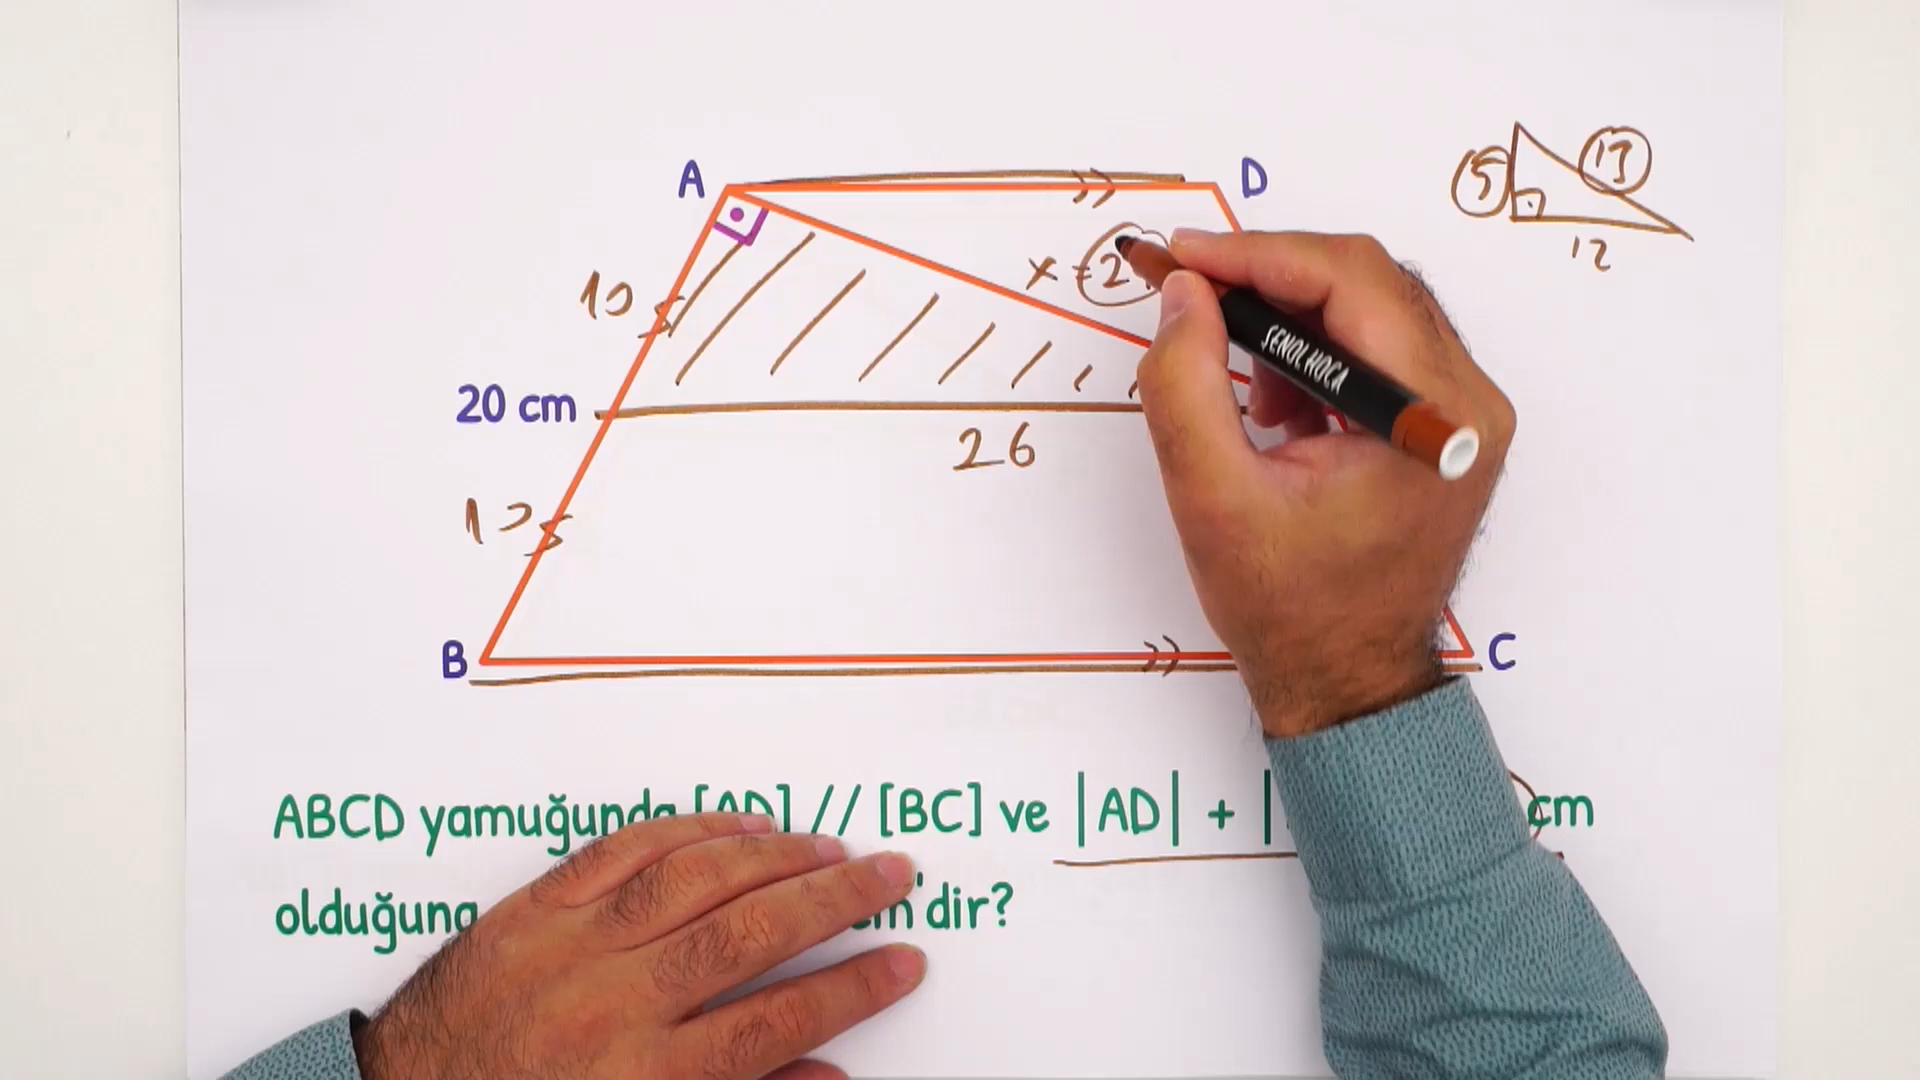 A
D
5
13
12
10
x = 2
ŞENOL HOCA
20 cm
26
10
B
C
ABCD yamuğunda [AD] // [BC] ve |AD| + | cm
olduğuna dir?